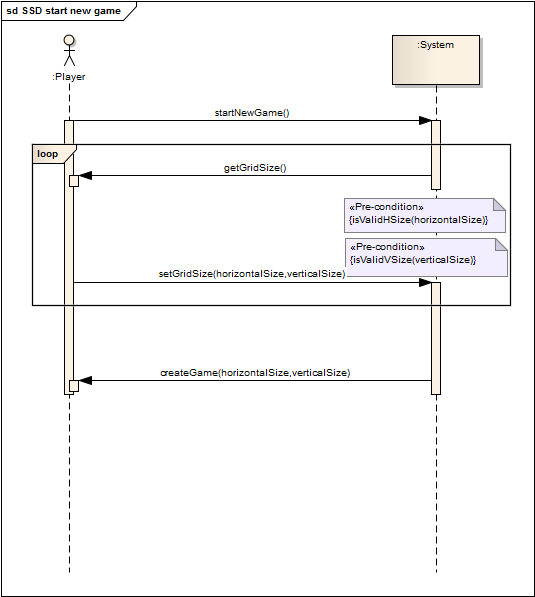 sd SSD start new game
:Player
:System
startNewGame()
loop
getGridSize()
«Pre-condition»
{isValidHSize(horizontalSize)}
«Pre-condition»
{isValidVSize(verticalSize)}
setGridSize(horizontalSize,verticalSize)
createGame(horizontalSize,verticalSize)